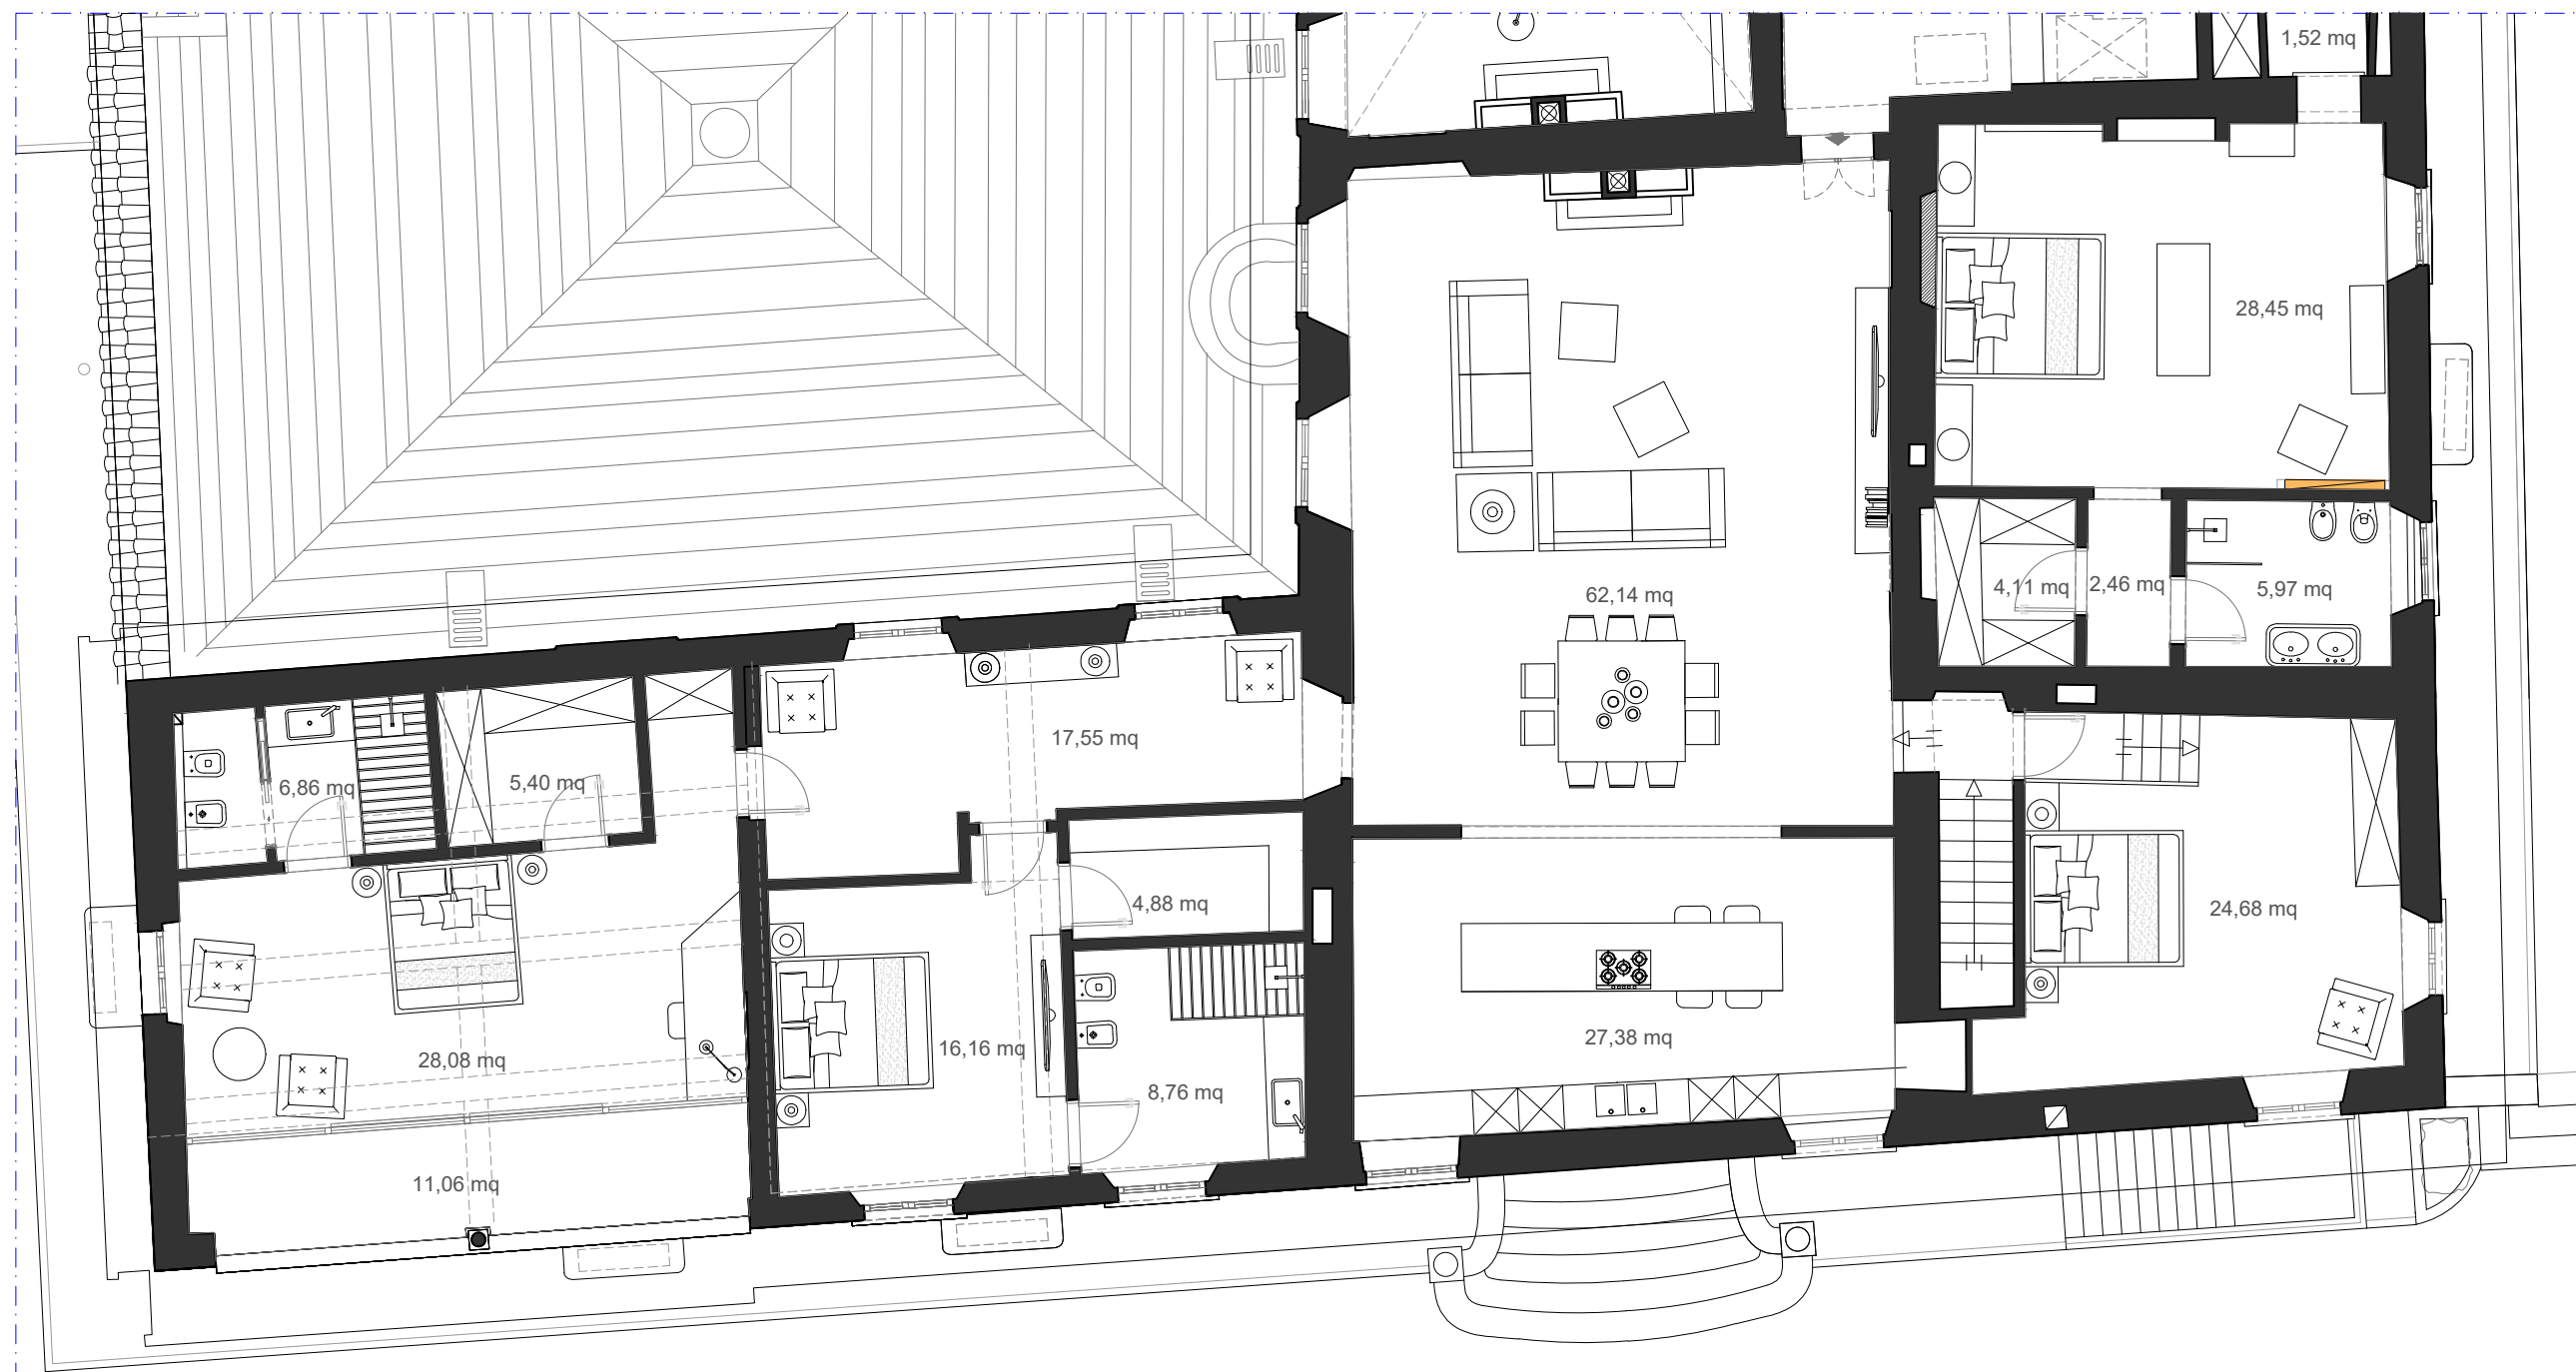 1,52 mq
28,45 mq
62,14 mq
4,11 mq
2,46 mq
5,97 mq
17,55 mq
6,86 mq
5,40 mq
4,88 mq
24,68 mq
27,38 mq
16,16 mq
28,08 mq
8,76 mq
11,06 mq